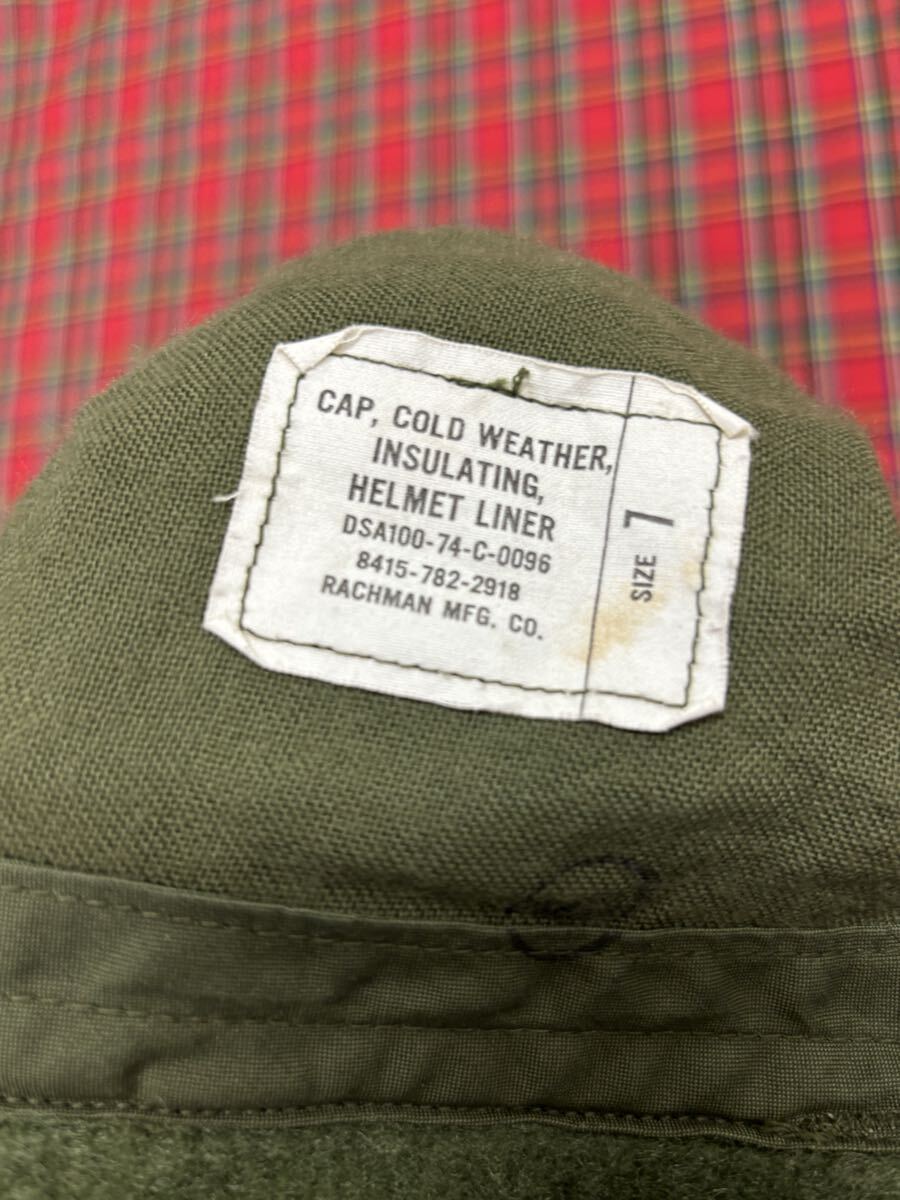 CAP, COLD WEATHER,
INSULATING,
HELMET LINER
DSA100-74-C-0096
8415-782-2918
RACHMAN MFG. CO.
SIZE 7